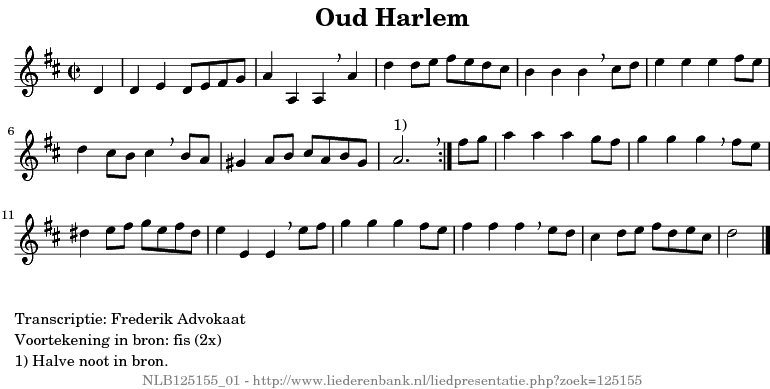 Oud Harlem
6
1)
11
Transcriptie: Frederik Advokaat
Voortekening in bron: fis (2x)
1) Halve noot in bron.
NLB125155_01 - http://www.liederenbank.nl/liedpresentatie.php?zoek=125155